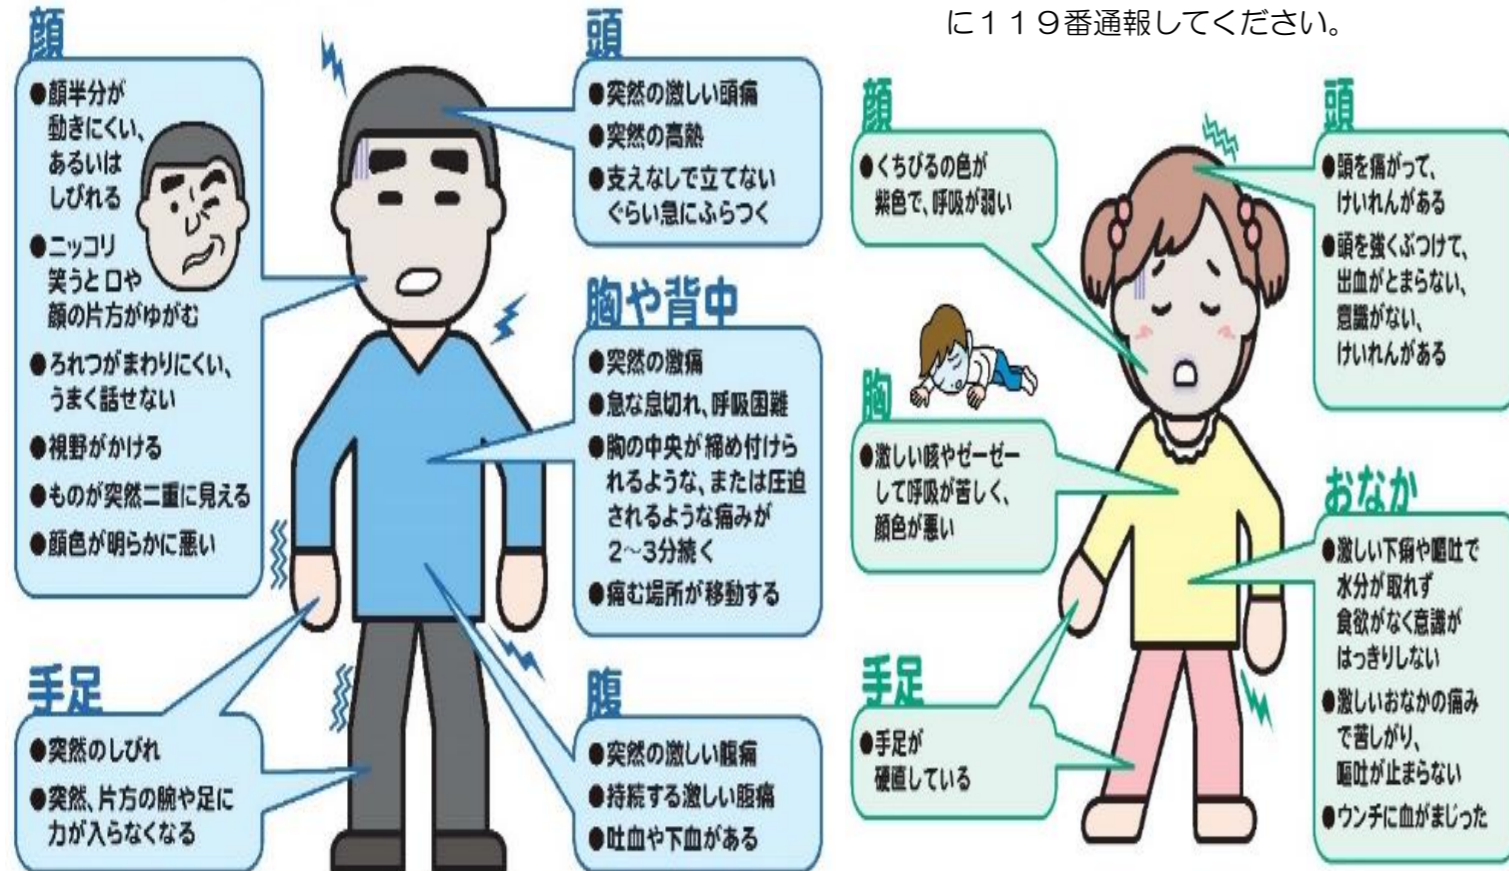 に１１９番通報してください。
顔
●顔半分が
動きにくい、
あるいは
しびれる
●ニッコリ
笑うと口や
顔の片方がゆがむ
●ろれつがまわりにくい、
うまく話せない
●視野がかける
●ものが突然二重に見える
●顔色が明らかに悪い
頭
●突然の激しい頭痛
●突然の高熱
●支えなしで立てない
ぐらい急にふらつく
胸や背中
●突然の激痛
●急な息切れ、呼吸困難
●胸の中央が締め付けら
れるような、または圧迫
されるような痛みが
2～3分続く
●痛む場所が移動する
手足
●突然のしびれ
●突然、片方の腕や足に
力が入らなくなる
腹
●突然の激しい腹痛
●持続する激しい腹痛
●吐血や下血がある
顔
●くちびるの色が
紫色で、呼吸が弱い
頭
●頭を痛がって、
けいれんがある
●頭を強くぶつけて、
出血がとまらない、
意識がない、
けいれんがある
胸
●激しい咳やゼーゼー
して呼吸が苦しく、
顔色が悪い
おなか
●激しい下痢や嘔吐で
水分が取れず
食欲がなく意識が
はっきりしない
●激しいおなかの痛み
で苦しがり、
嘔吐が止まらない
●ウンチに血がまじった
手足
●手足が
硬直している